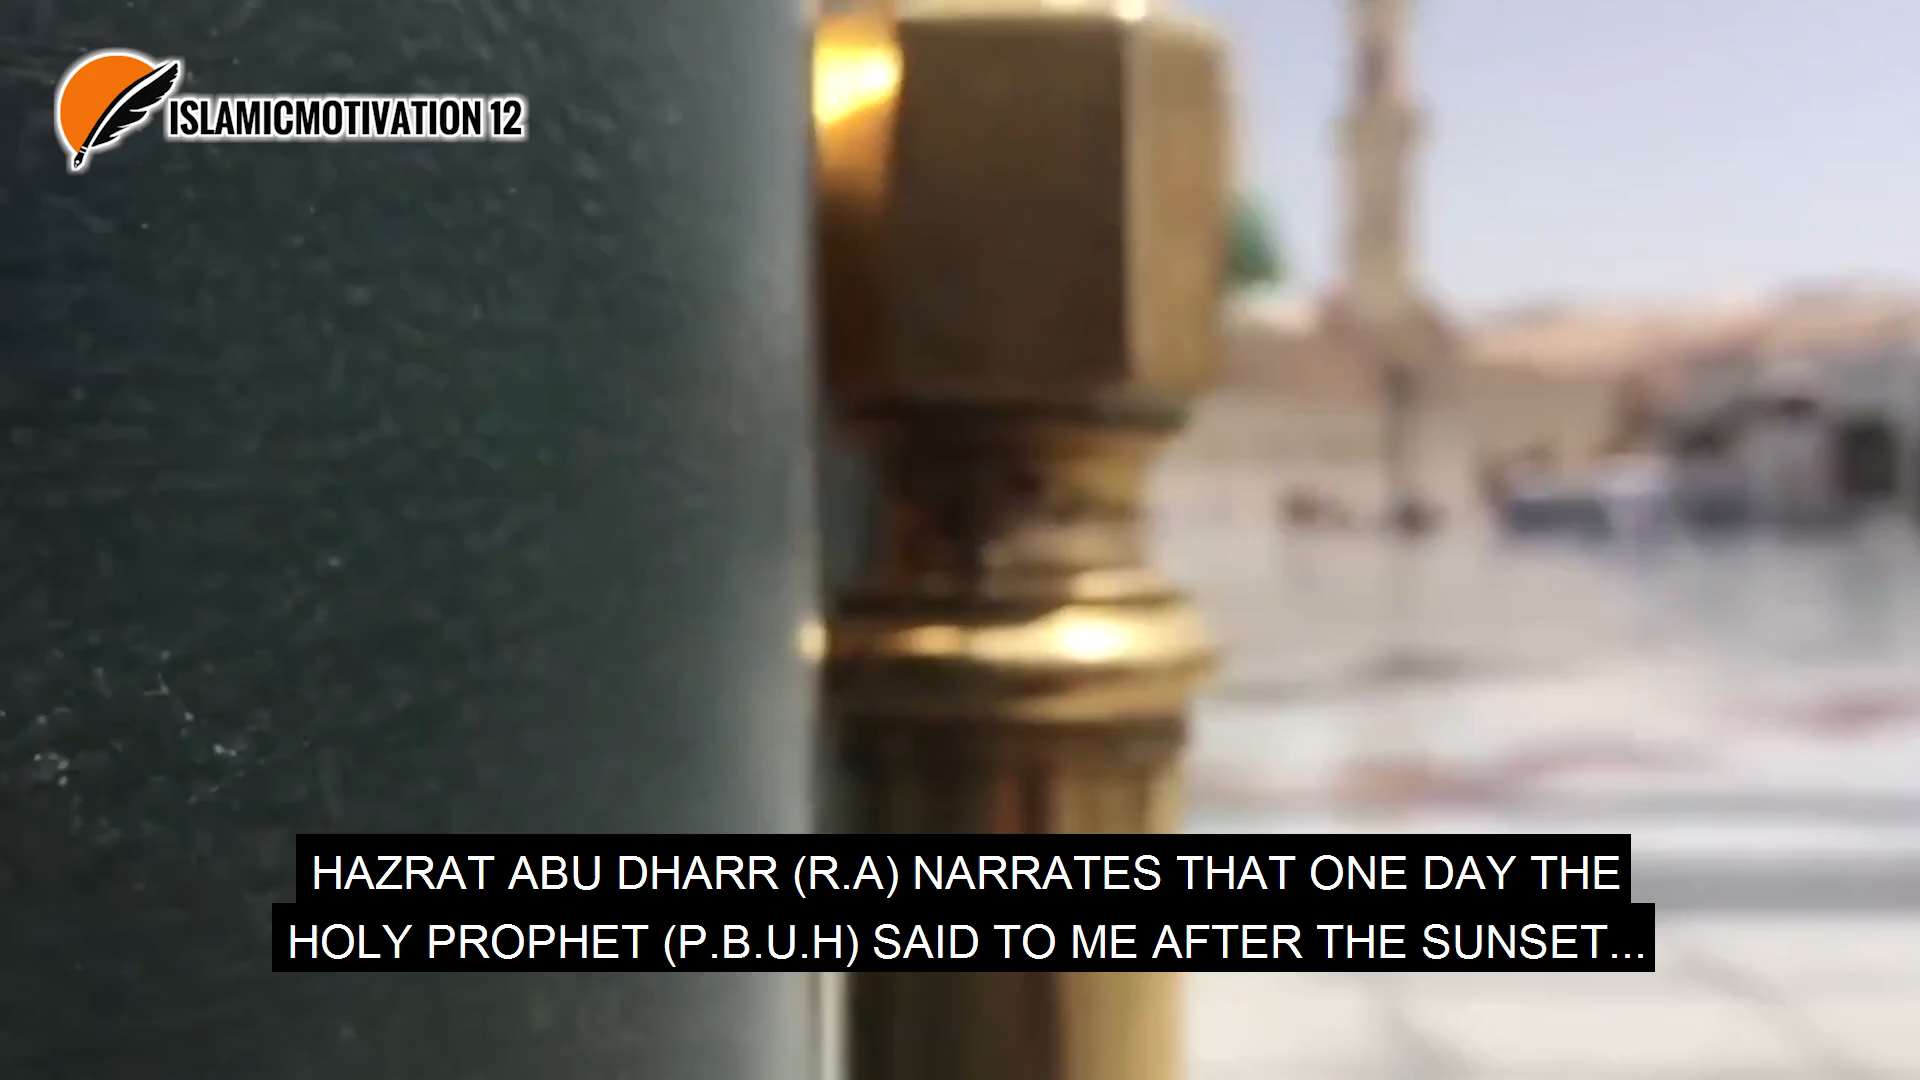 ISLAMICMOTIVATION 12
HAZRAT ABU DHARR (R.A) NARRATES THAT ONE DAY THE
HOLY PROPHET (P.B.U.H) SAID TO ME AFTER THE SUNSET...